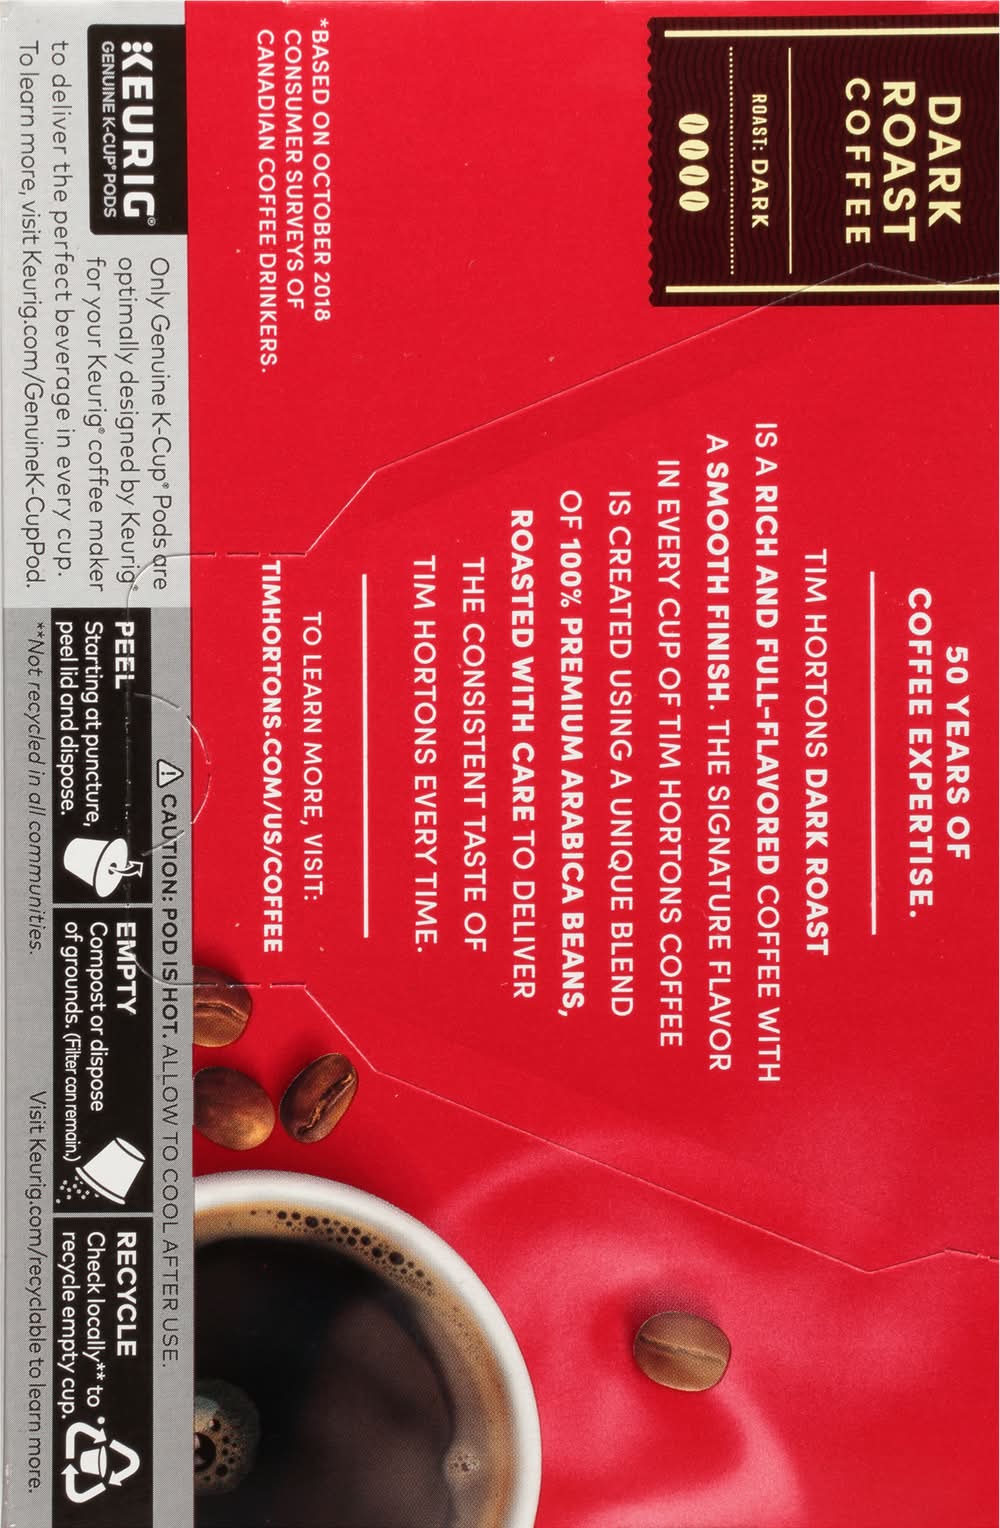 DARK
ROAST
COFFEE
ROAST: DARK
50 YEARS OF
COFFEE EXPERTISE.
TIM HORTONS DARK ROAST
IS A RICH AND FULL-FLAVORED COFFEE WITH
A SMOOTH FINISH. THE SIGNATURE FLAVOR
IN EVERY CUP OF TIM HORTONS COFFEE
IS CREATED USING A UNIQUE BLEND
OF 100% PREMIUM ARABICA BEANS,
ROASTED WITH CARE TO DELIVER
THE CONSISTENT TASTE OF
TIM HORTONS EVERY TIME.
TO LEARN MORE, VISIT:
TIMHORTONS.COM/US/COFFEE
*BASED ON OCTOBER 2018
CONSUMER SURVEYS OF
CANADIAN COFFEE DRINKERS.
KEURIG®
GENUINE K-CUP® PODS
Only Genuine K-Cup® Pods are
optimally designed by Keurig®
for your Keurig® coffee maker
to deliver the perfect beverage in every cup.
To learn more, visit Keurig.com/GenuineK-CupPod.
CAUTION: POD IS HOT. ALLOW TO COOL AFTER USE.
PEEL
Starting at puncture,
peel lid and dispose.
EMPTY
Compost or dispose
of grounds. (Filter can remain.)
RECYCLE
Check locally** to
recycle empty cup.
**Not recycled in all communities.
Visit Keurig.com/recyclable to learn more.